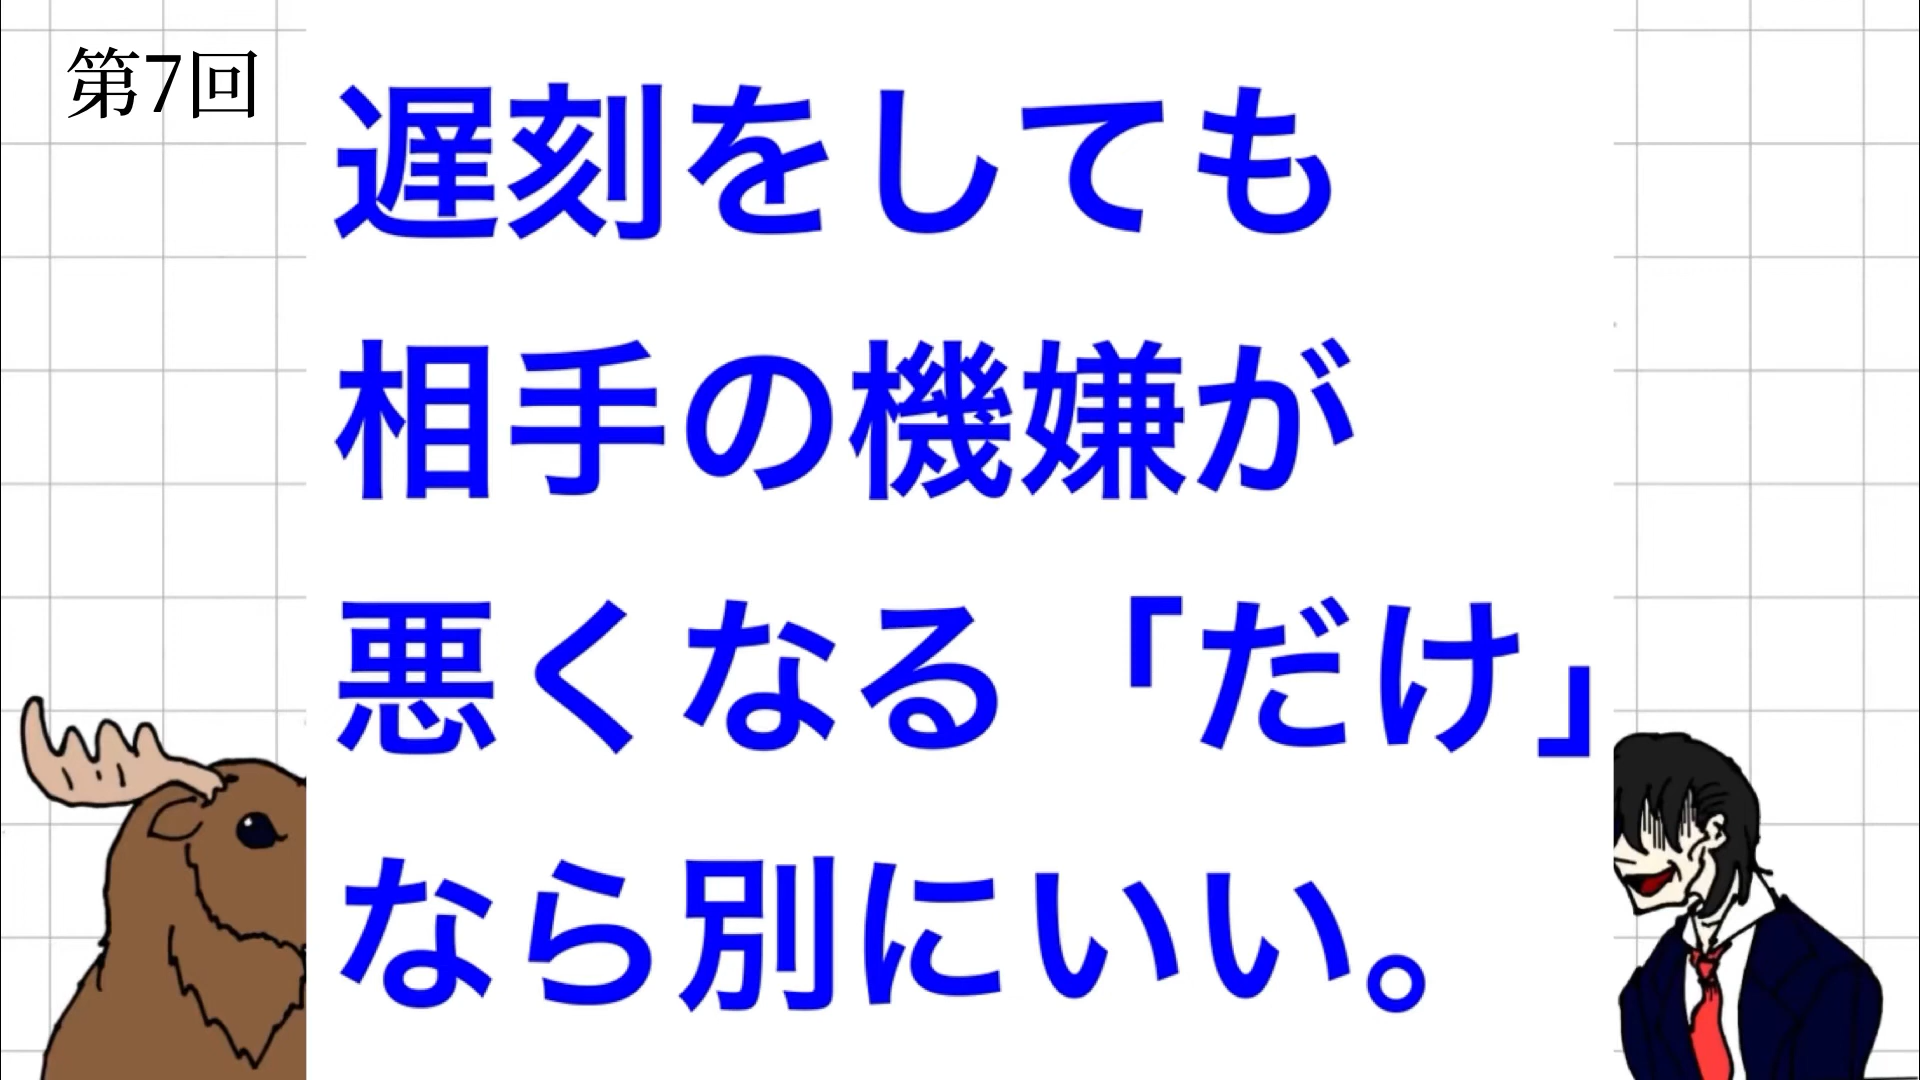 第7回
遅刻をしても
相手の機嫌が
悪くなる「だけ」
なら別にいい。